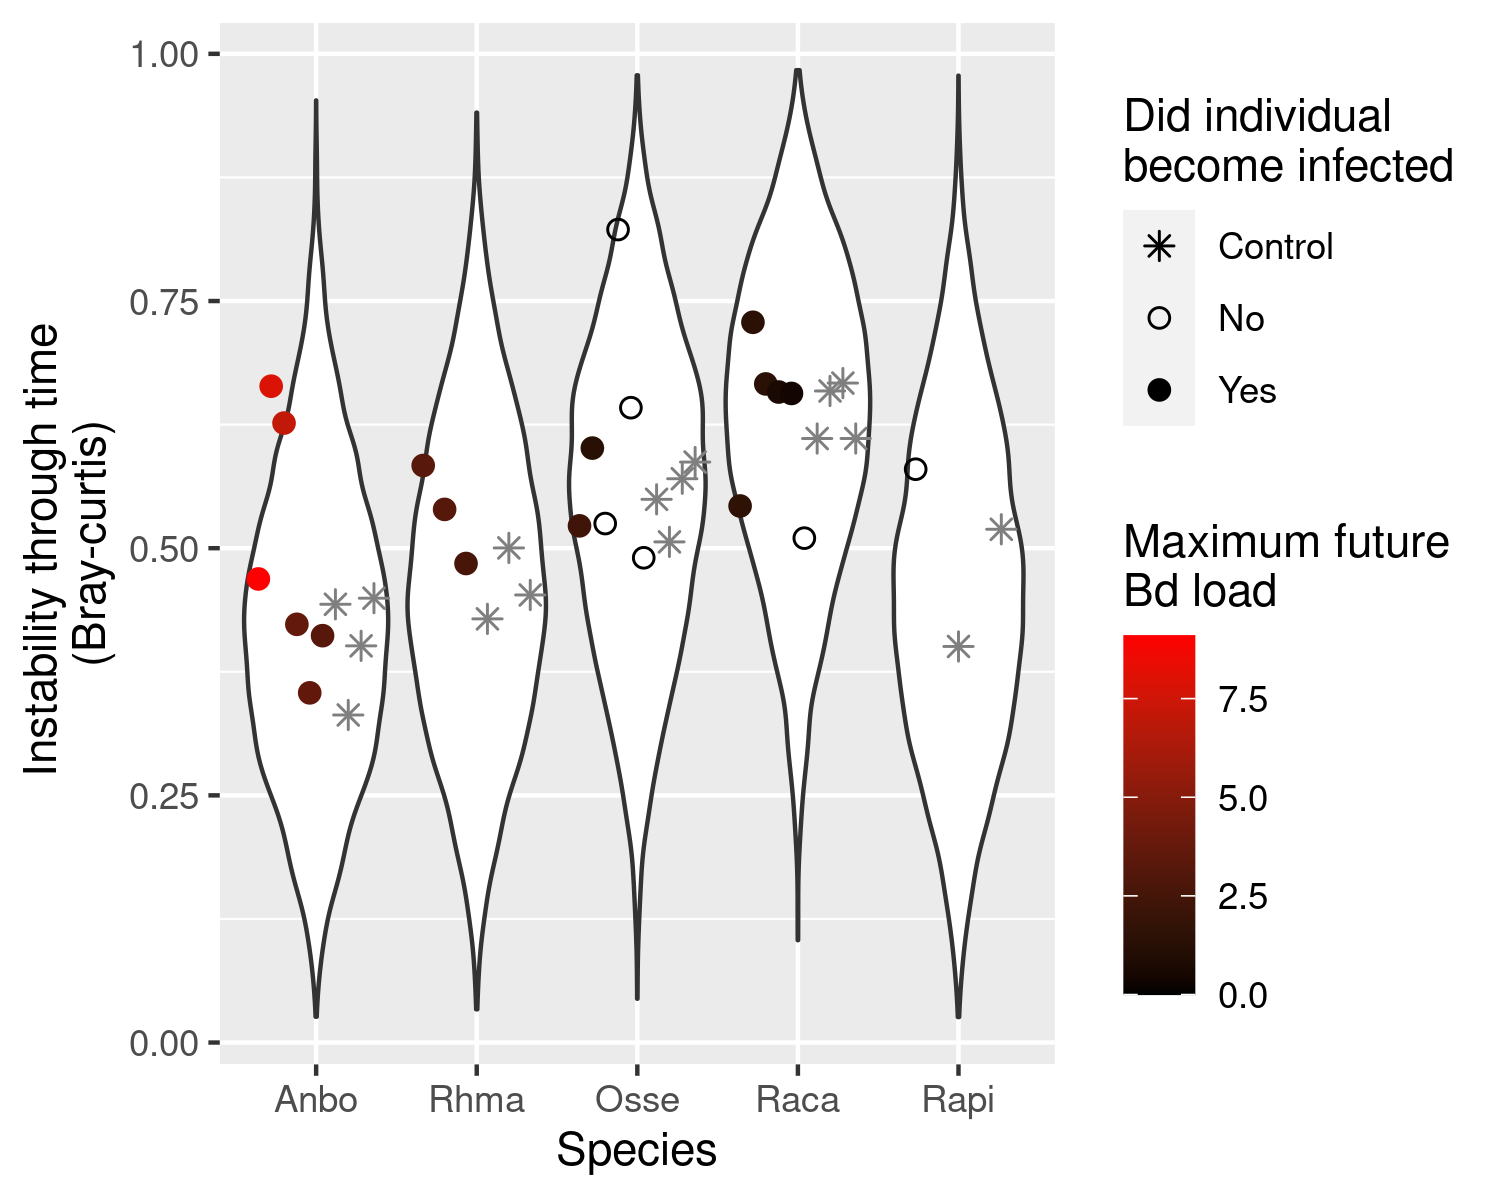 1.00
0.75
0.50
0.25
0.00
Instability through time
(Bray-curtis)
Anbo
Rhma
Osse
Raca
Rapi
Species
Did individual
become infected
Control
No
Yes
Maximum future
Bd load
7.5
5.0
2.5
0.0